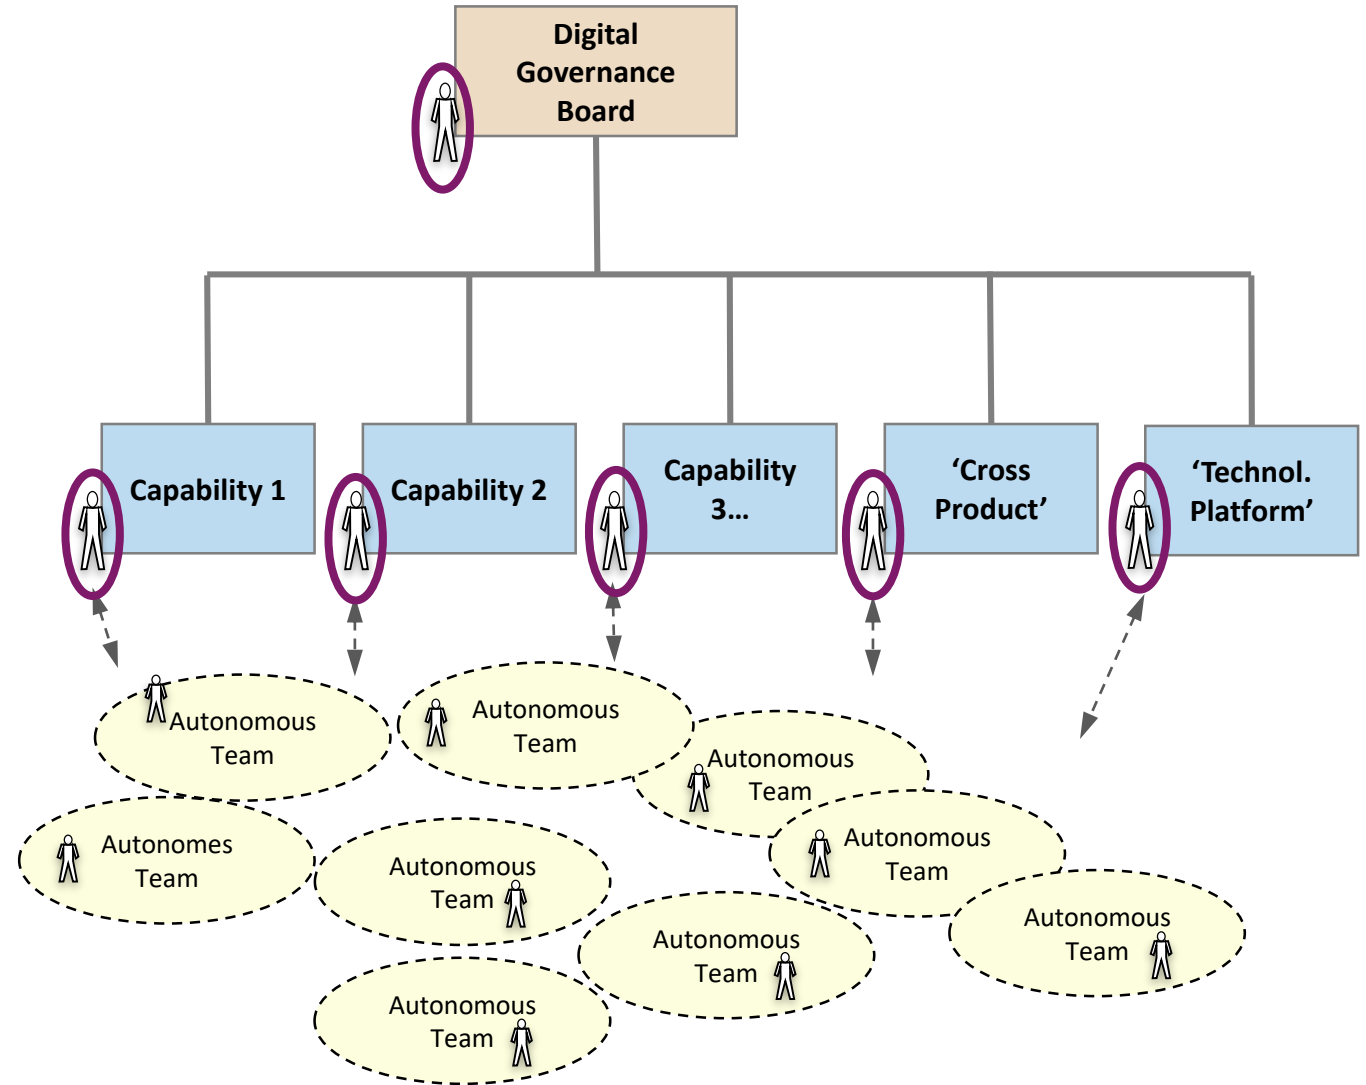 Digital
Governance
Board
Capability 1
Capability 2
Capability
3...
‘Cross
Product’
‘Technol.
Platform’
Autonomous
Team
Autonomous
Team
Autonomous
Team
Autonomes
Team
Autonomous
Team
Autonomous
Team
Autonomous
Team
Autonomous
Team
Autonomous
Team